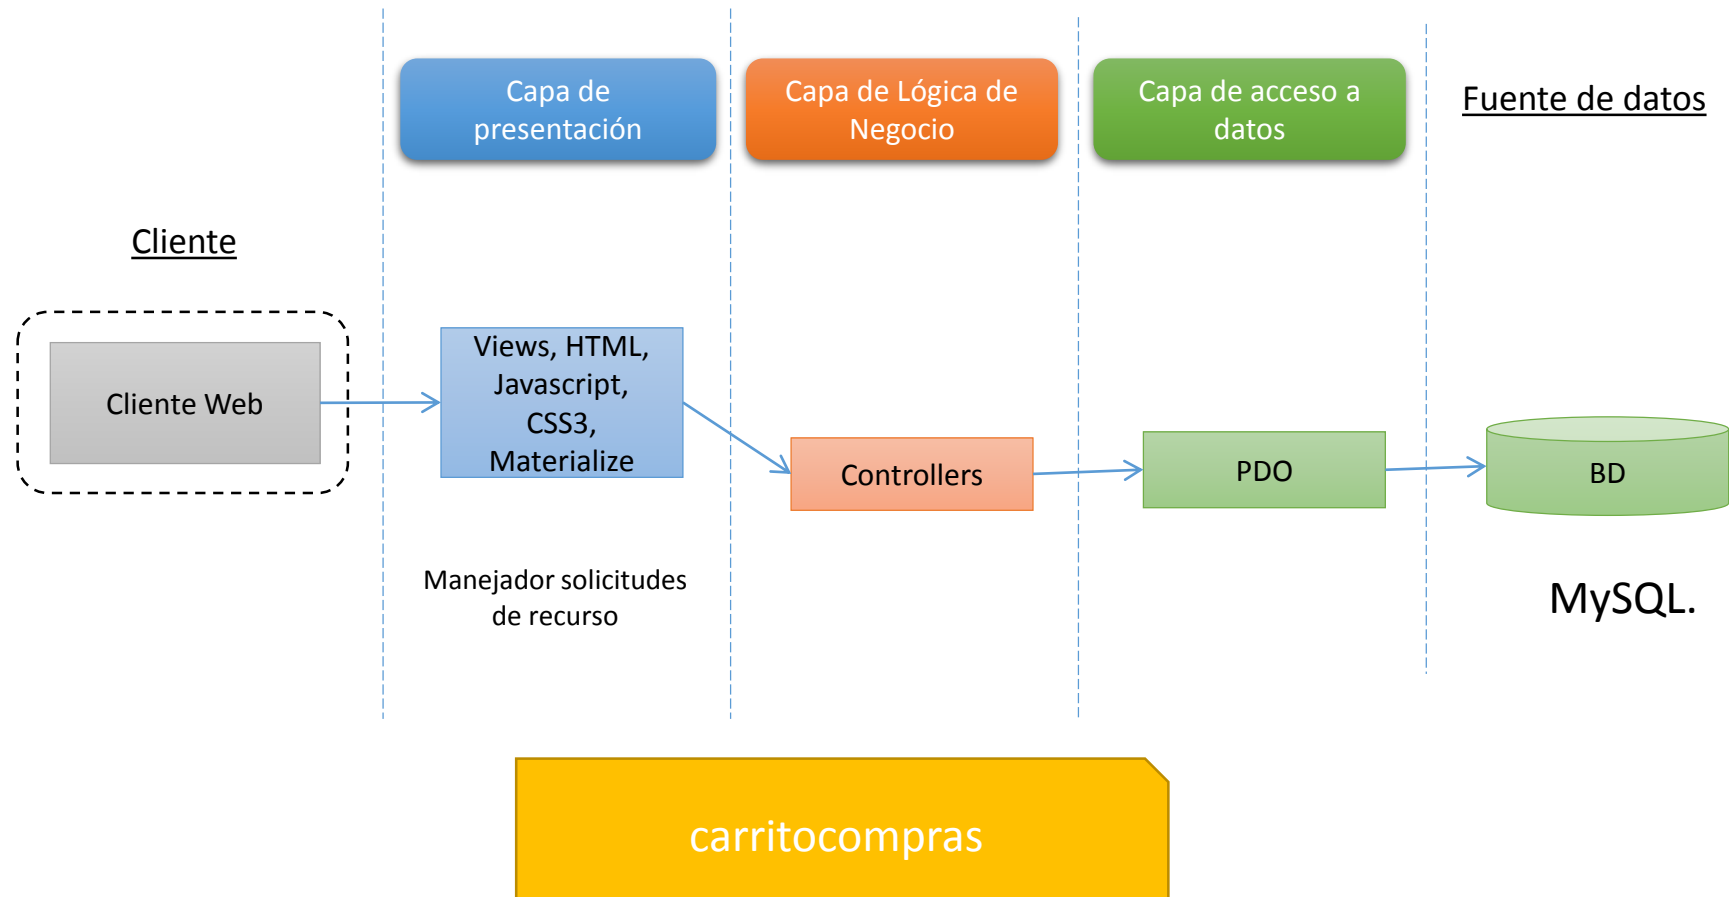 Capa de
presentación
Capa de Lógica de
Negocio
Capa de acceso a
datos
Fuente de datos
Cliente
Cliente Web
Views, HTML,
Javascript,
CSS3,
Materialize
Controllers
PDO
BD
Manejador solicitudes
de recurso
MySQL.
carritocompras